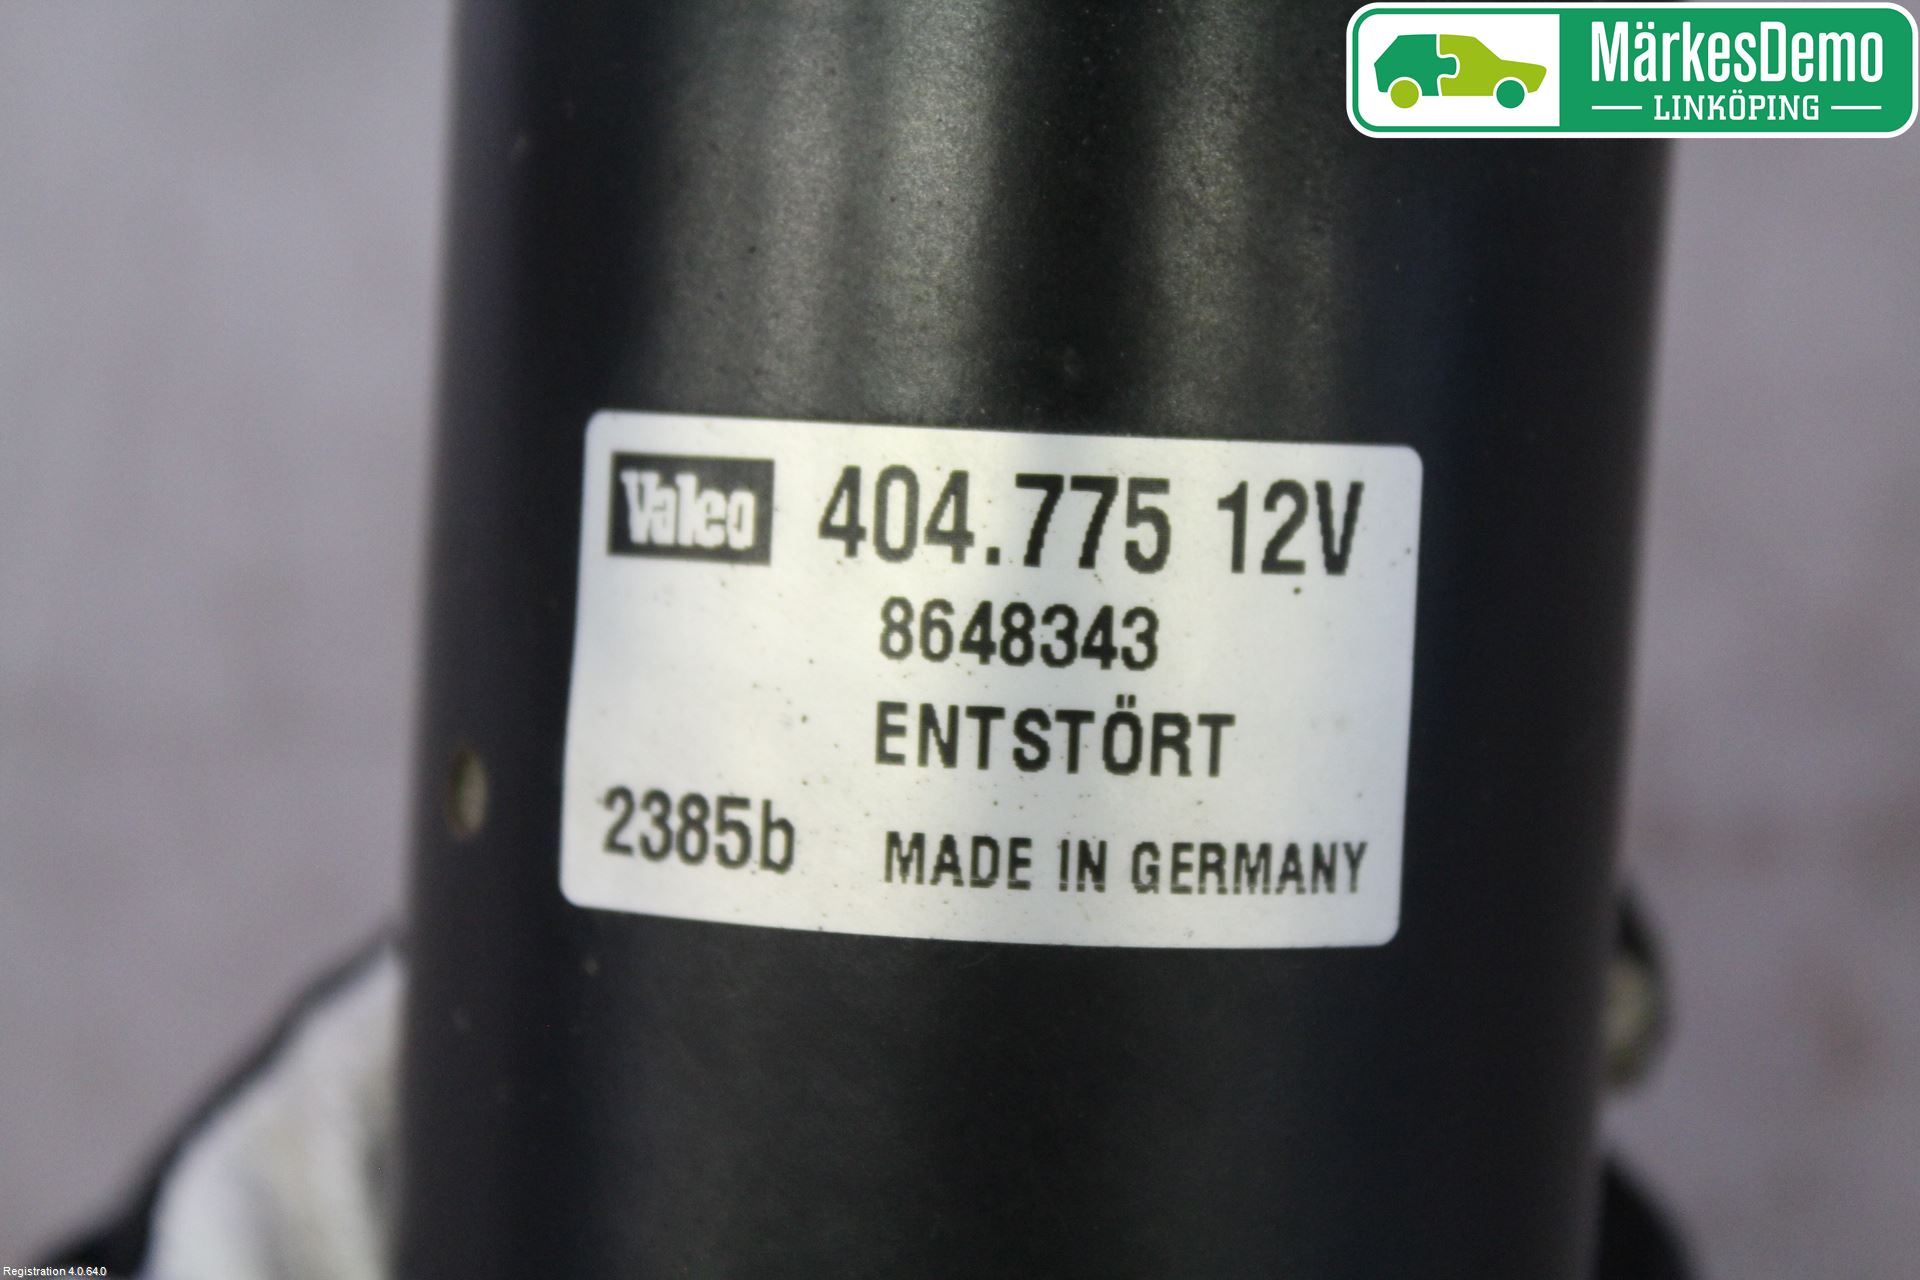 MärkesDemo
LINKÖPING
Valeo 404.775 12V
8648343
ENTSTÖRT
2385b MADE IN GERMANY
Registration 4.0.64.0